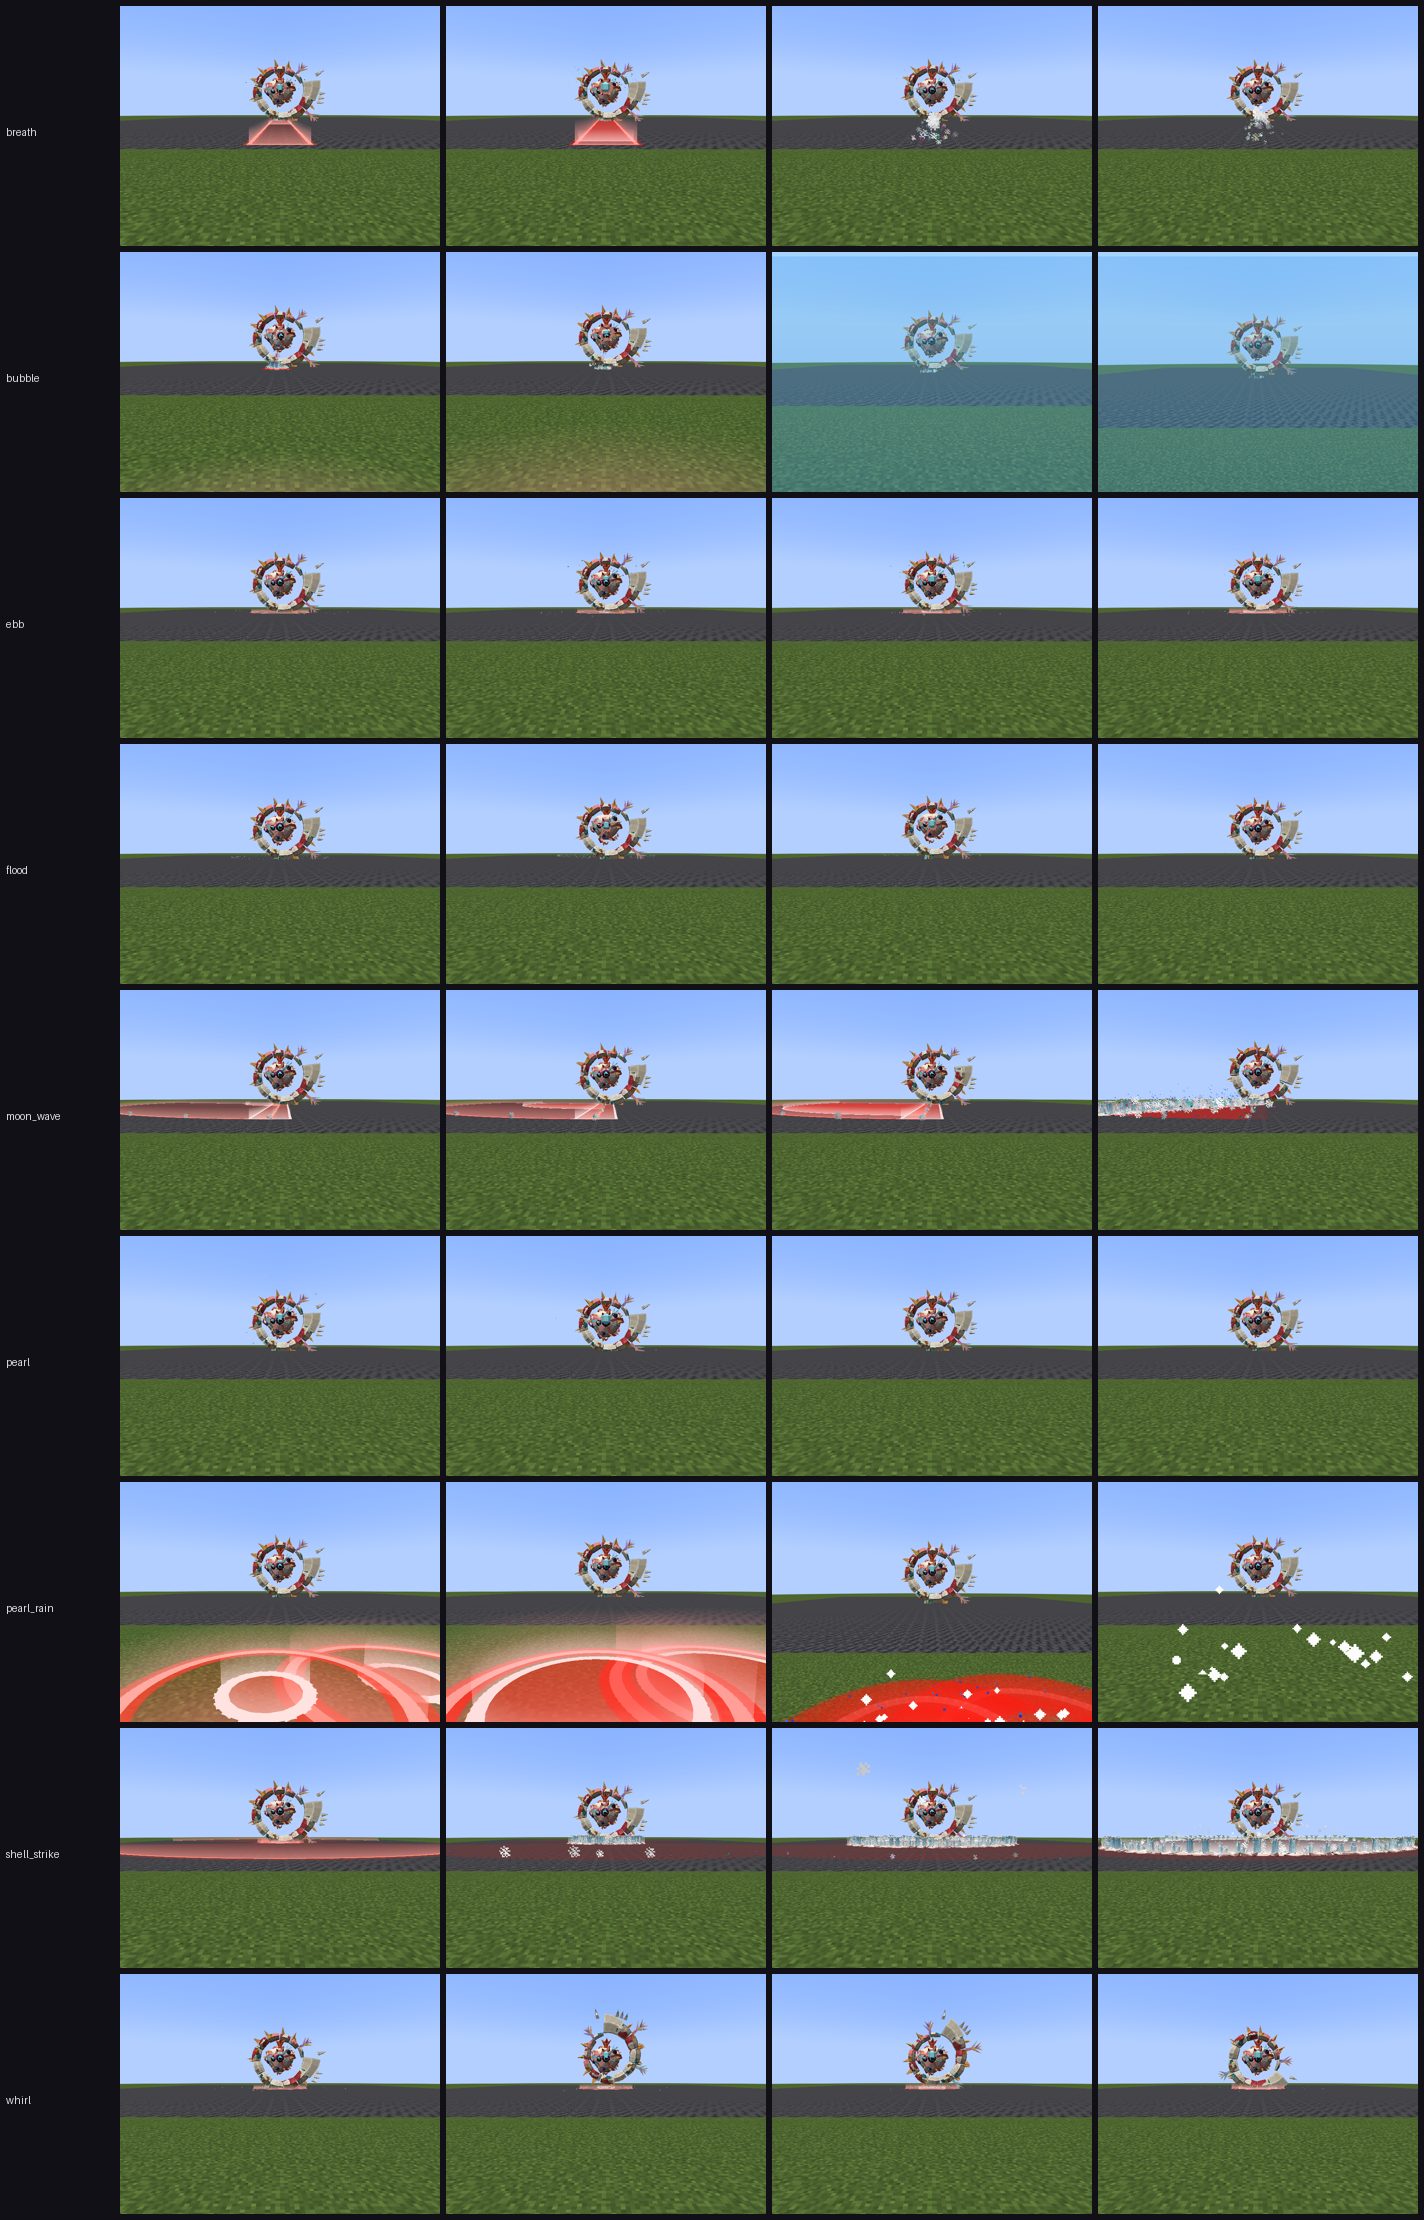 breath
bubble
ebb
flood
moon_wave
pearl
pearl_rain
shell_strike
whirl